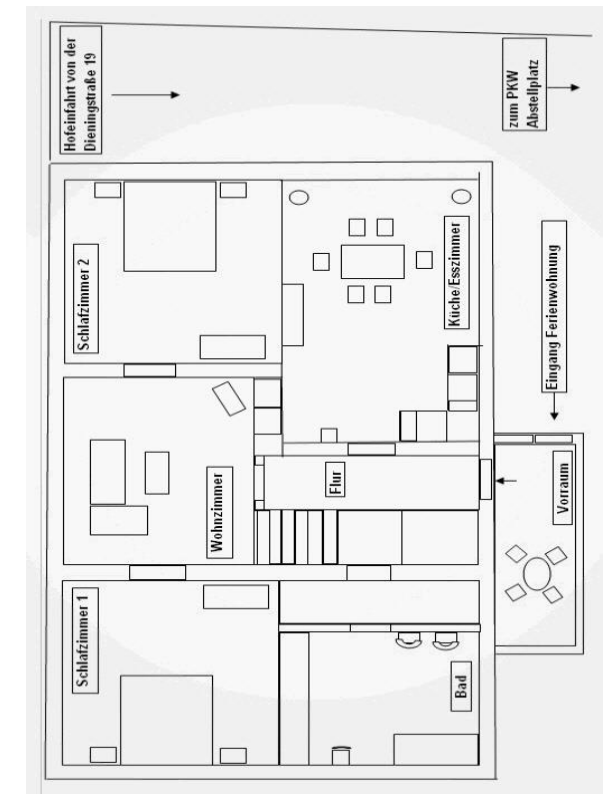 Hofeinfahrt von der
Dieningstraße 19
zum PKW
Abstellplatz
Schlafzimmer 2
Küche/Esszimmer
Eingang Ferienwohnung
Wohnzimmer
Flur
Vorraum
Schlafzimmer 1
Bad